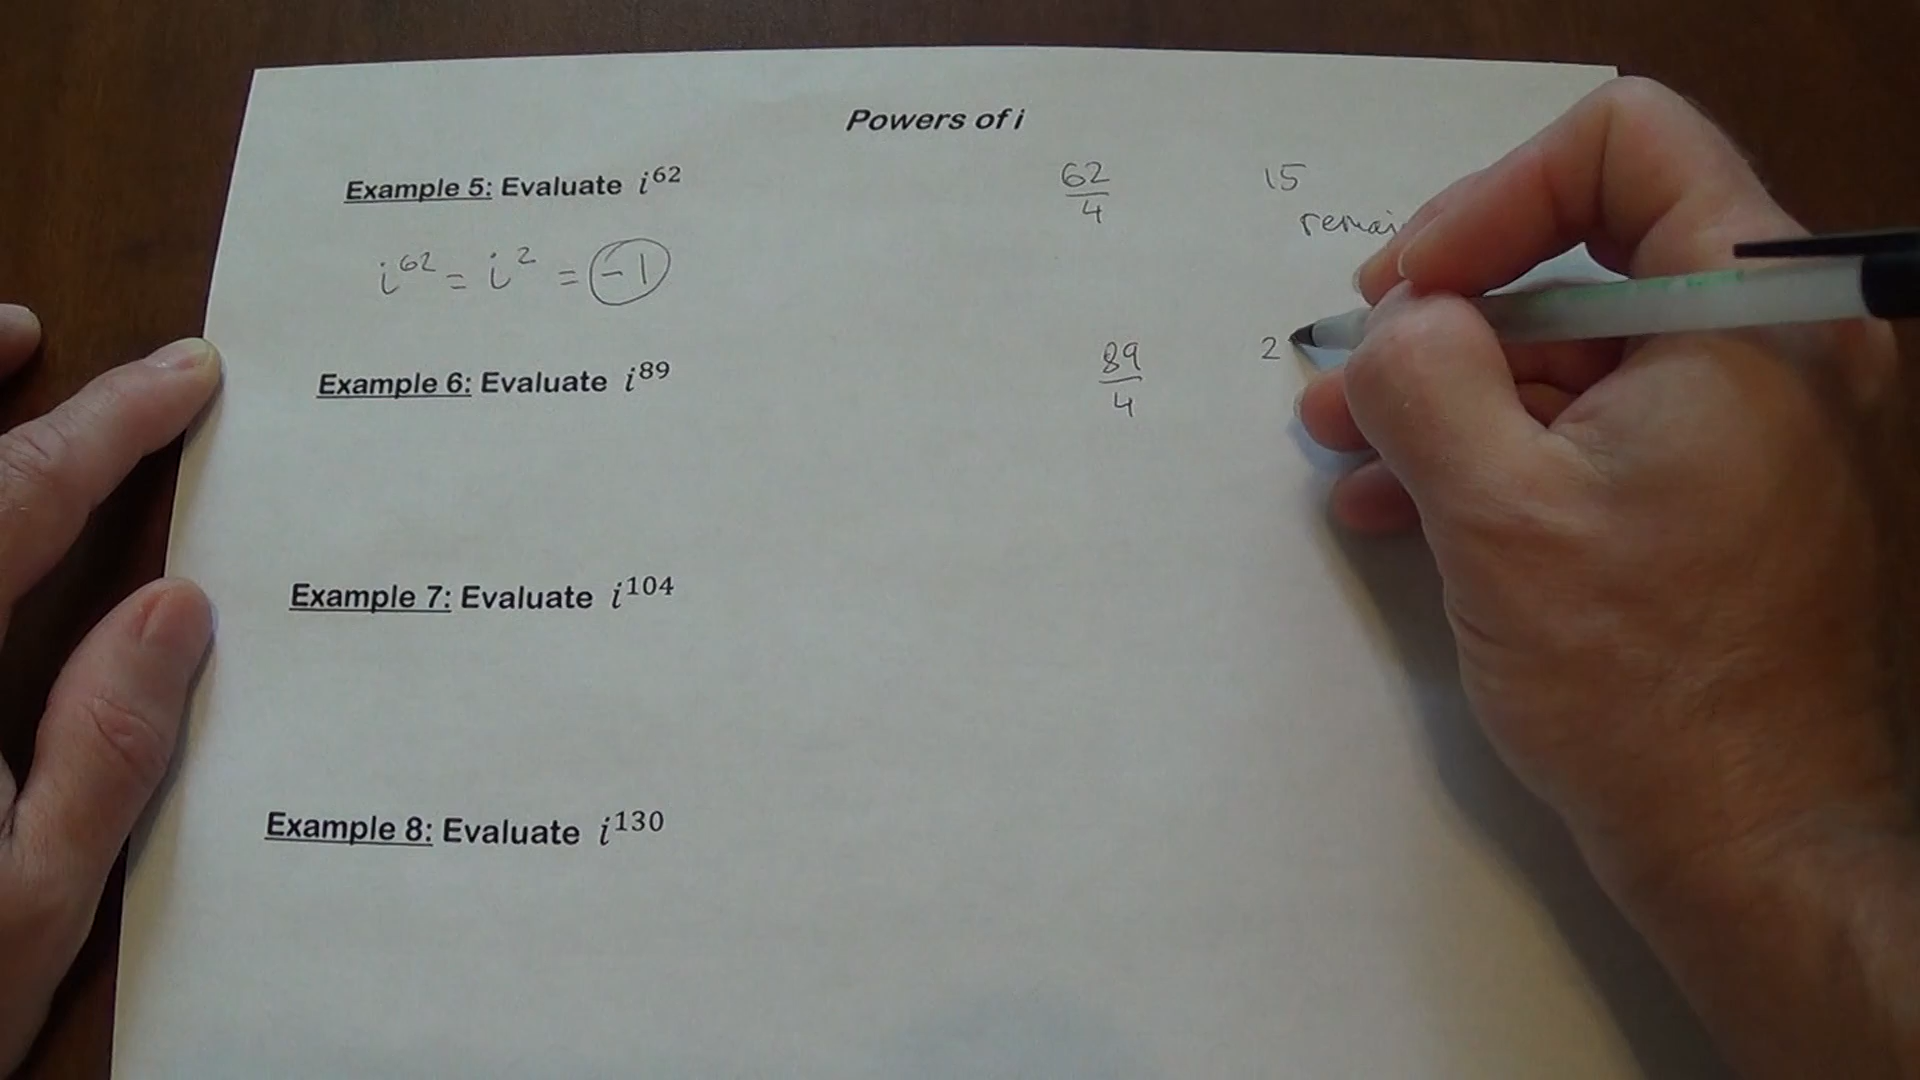 Powers of i
Example 5: Evaluate i^62
62/4
15
i^62 = i^2 = -1
Example 6: Evaluate i^89
89/4
2
Example 7: Evaluate i^104
Example 8: Evaluate i^130